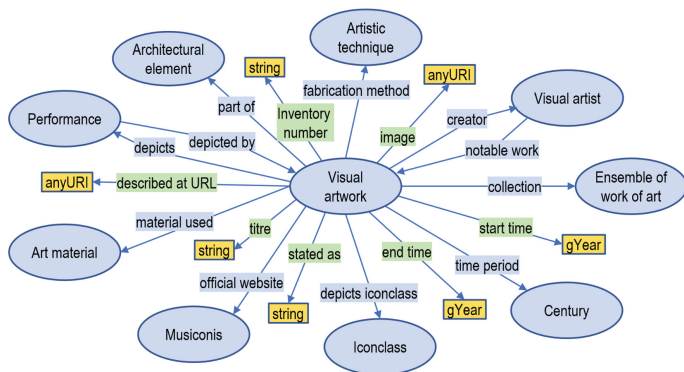 Artistic
technique
Architectural
element
string
anyURI
fabrication method
Visual artist
part of
Inventory
number
creator
image
Performance
depicted by
notable work
depicts
anyURI
described at URL
Visual
artwork
collection
Ensemble of
work of art
material used
titre
start time
Art material
string
stated as
end time
time period
gYear
official website
depicts iconclass
string
gYear
Century
Musiconis
Iconclass